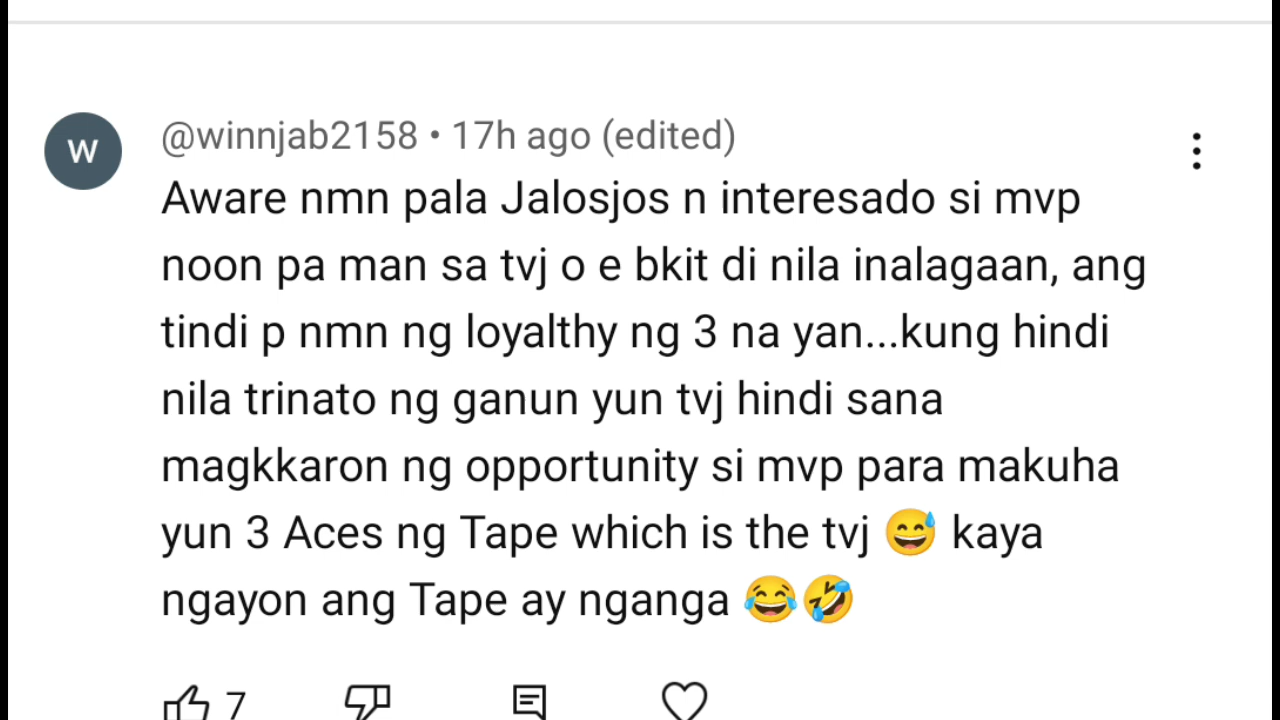 W
@winnjab2158 • 17h ago (edited)
Aware nmn pala Jalosjos n interesado si mvp
noon pa man sa tvj o e bkit di nila inalagaan, ang
tindi p nmn ng loyalthy ng 3 na yan...kung hindi
nila trinato ng ganun yun tvj hindi sana
magkkaron ng opportunity si mvp para makuha
yun 3 Aces ng Tape which is the tvj 😅 kaya
ngayon ang Tape ay nganga 😂🤣
7